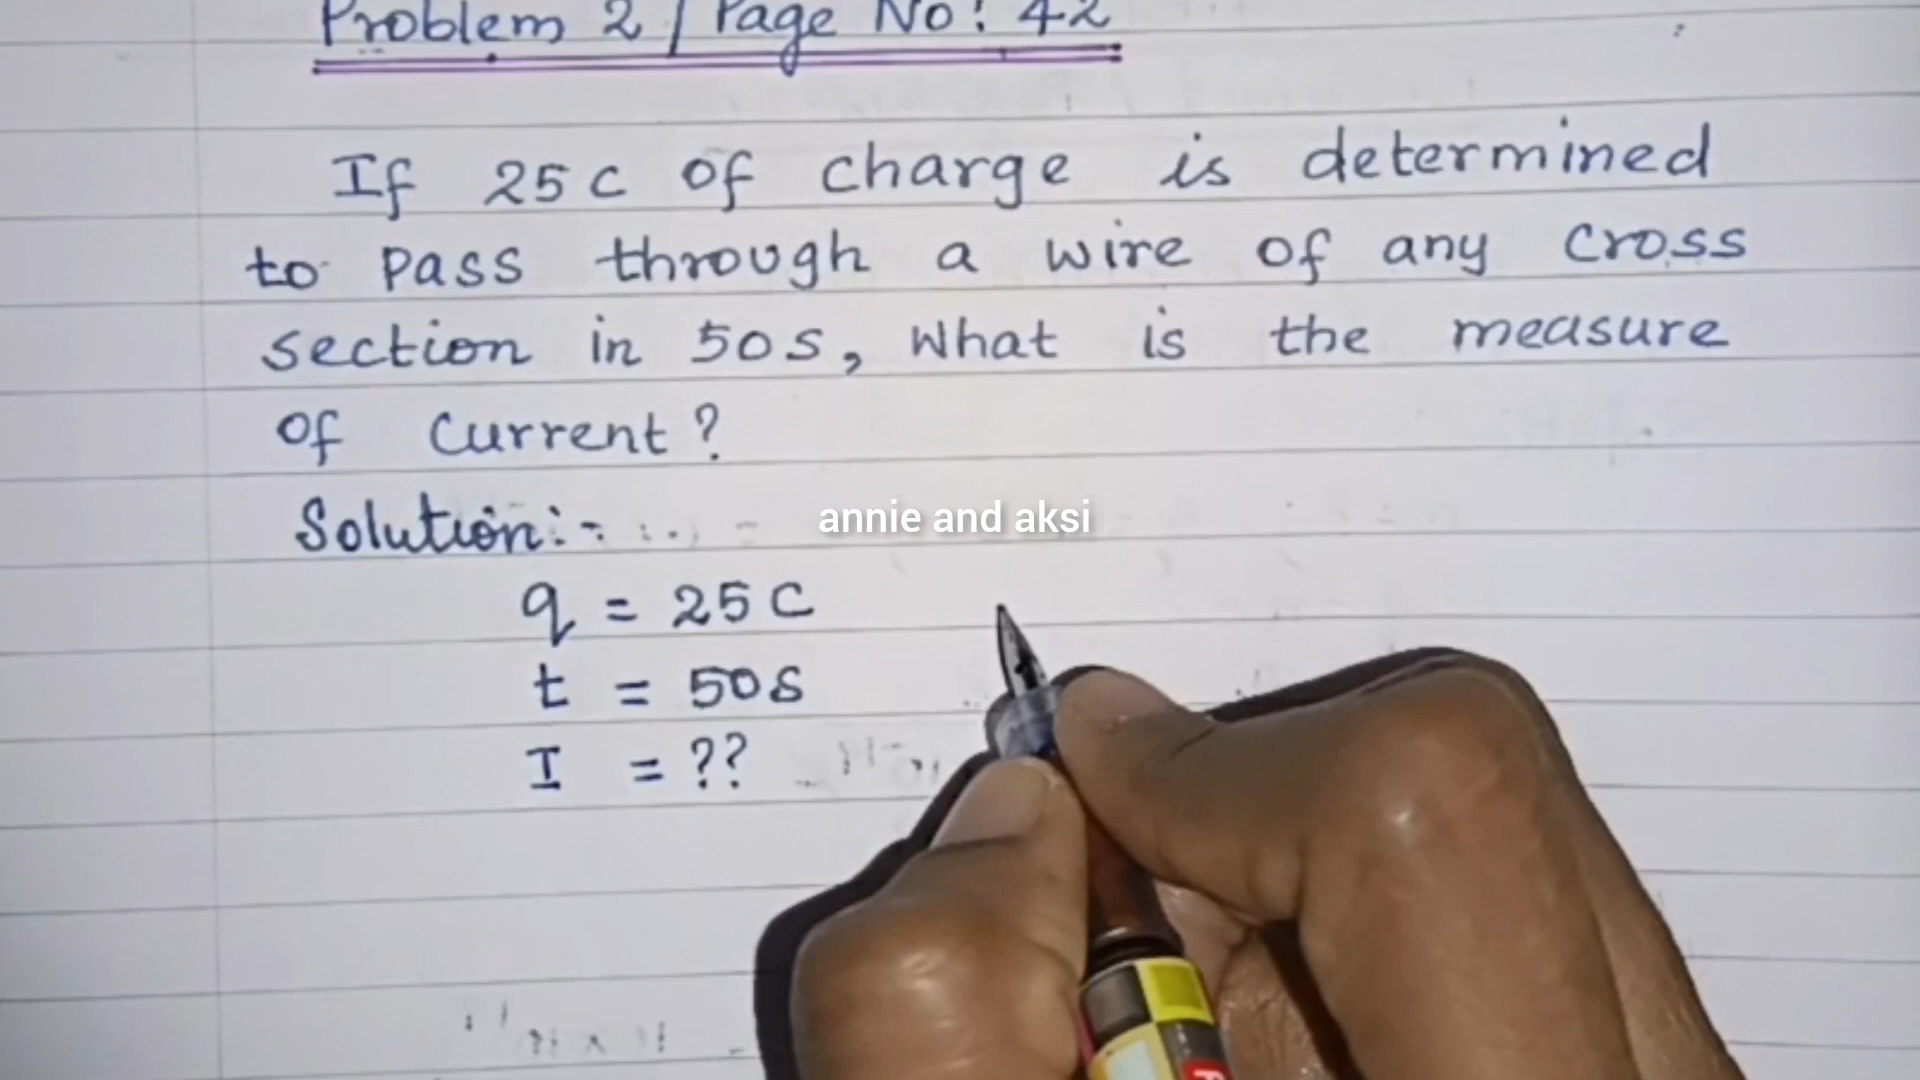 Problem 2 / Page No: 42
If 25C of charge is determined
to pass through a wire of any cross
section in 50s, What is the measure
of current?
Solution:-
annie and aksi
q = 25C
t = 50s
I = ??